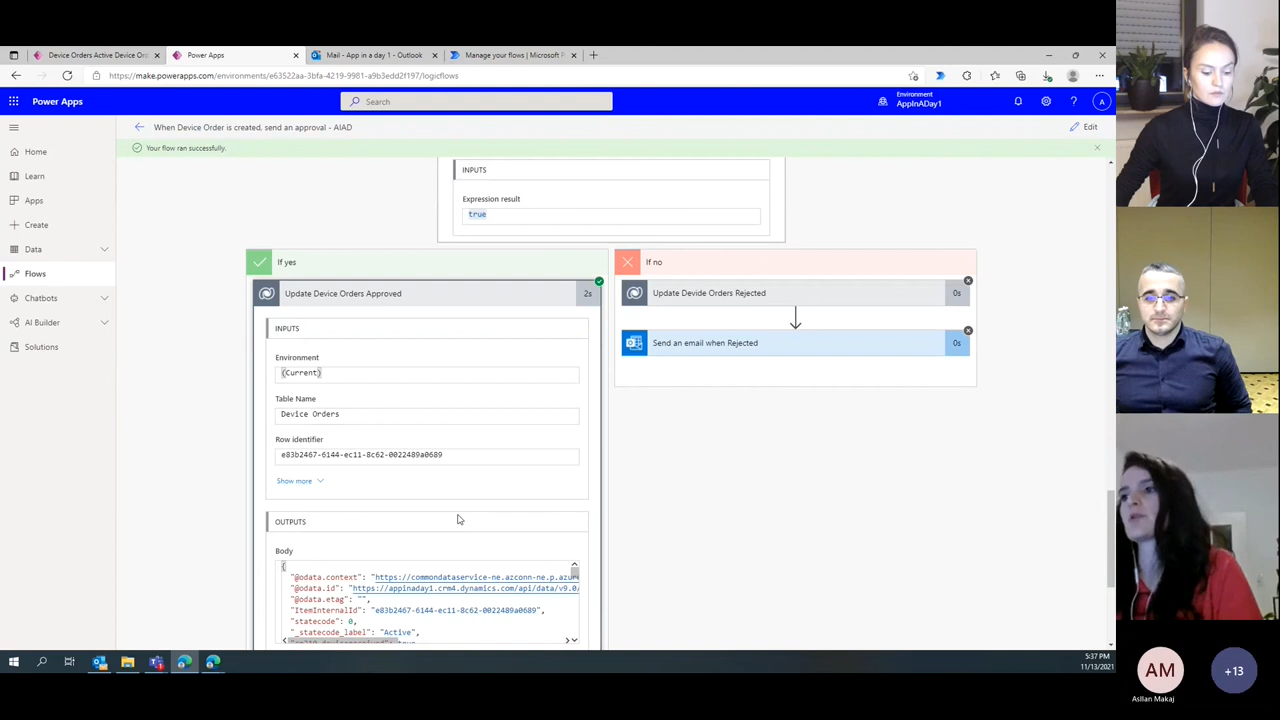 Device Orders Active Device Or
Power Apps
Mail - App in a day 1 - Outlook
Manage your flows | Microsoft P
https://make.powerapps.com/environments/e63522aa-3bfa-4219-9981-a9b3edd2f197/logicflows
Power Apps
Search
Environment
AppInADay1
A
When Device Order is created, send an approval - AIAD
Edit
Your flow ran successfully.
Home
Learn
Apps
Create
Data
Flows
Chatbots
AI Builder
Solutions
INPUTS
Expression result
true
If yes
If no
Update Device Orders Approved
2s
Update Devide Orders Rejected
0s
Send an email when Rejected
0s
INPUTS
Environment
(Current)
Table Name
Device Orders
Row identifier
e83b2467-6144-ec11-8c62-0022489a0689
Show more
OUTPUTS
Body
{
"@odata.context": "https://commondataservice-ne.azconn-ne.p.azur
"@odata.id": "https://appinaday1.crm4.dynamics.com/api/data/v9.0/
"@odata.etag": "",
"ItemInternalId": "e83b2467-6144-ec11-8c62-0022489a0689",
"statecode": 0,
"_statecode_label": "Active",
5:37 PM
11/13/2021
AM
Asllan Makaj
+13